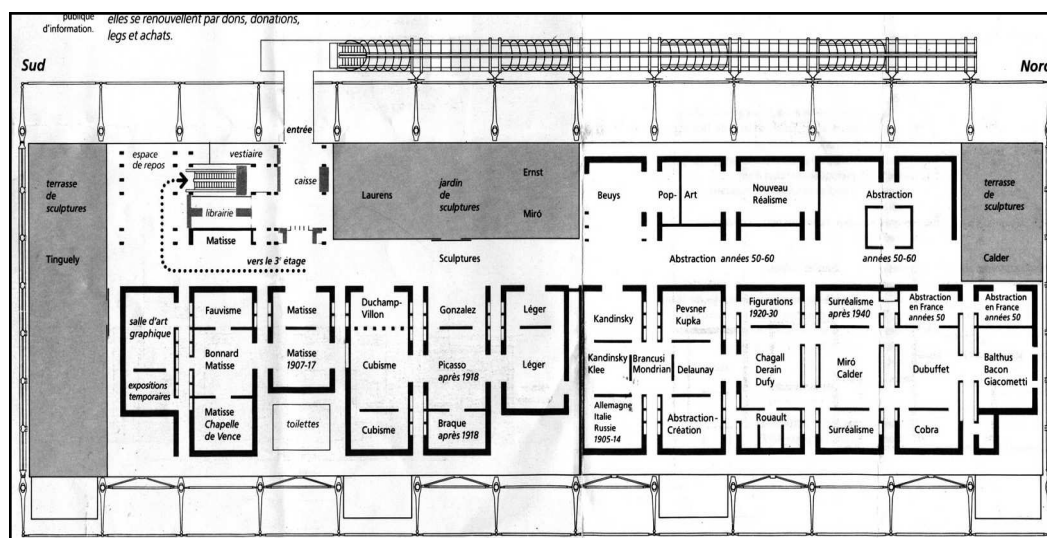 publique
d'information.
elles se renouvellent par dons, donations,
legs et achats.
Sud
Nord
entrée
espace
de repos
vestiaire
caisse
librairie
Matisse
vers le 3e étage
terrasse
de
sculptures
Tinguely
Laurens
jardin
de
sculptures
Ernst
Miró
Sculptures
Beuys
Pop-
Art
Nouveau
Réalisme
Abstraction
Abstraction années 50-60
années 50-60
terrasse
de
sculptures
Calder
salle d'art
graphique
expositions
temporaires
Fauvisme
Bonnard
Matisse
Matisse
Chapelle
de Vence
Matisse
Matisse
1907-17
toilettes
Duchamp-
Villon
Cubisme
Cubisme
Gonzalez
Picasso
après 1918
Braque
après 1918
Léger
Léger
Kandinsky
Kandinsky
Klee
Allemagne
Italie
Russie
1905-14
Brancusi
Mondrian
Pevsner
Kupka
Delaunay
Abstraction-
Création
Figurations
1920-30
Chagall
Derain
Dufy
Rouault
Surréalisme
après 1940
Miró
Calder
Surréalisme
Abstraction
en France
années 50
Dubuffet
Cobra
Abstraction
en France
années 50
Balthus
Bacon
Giacometti